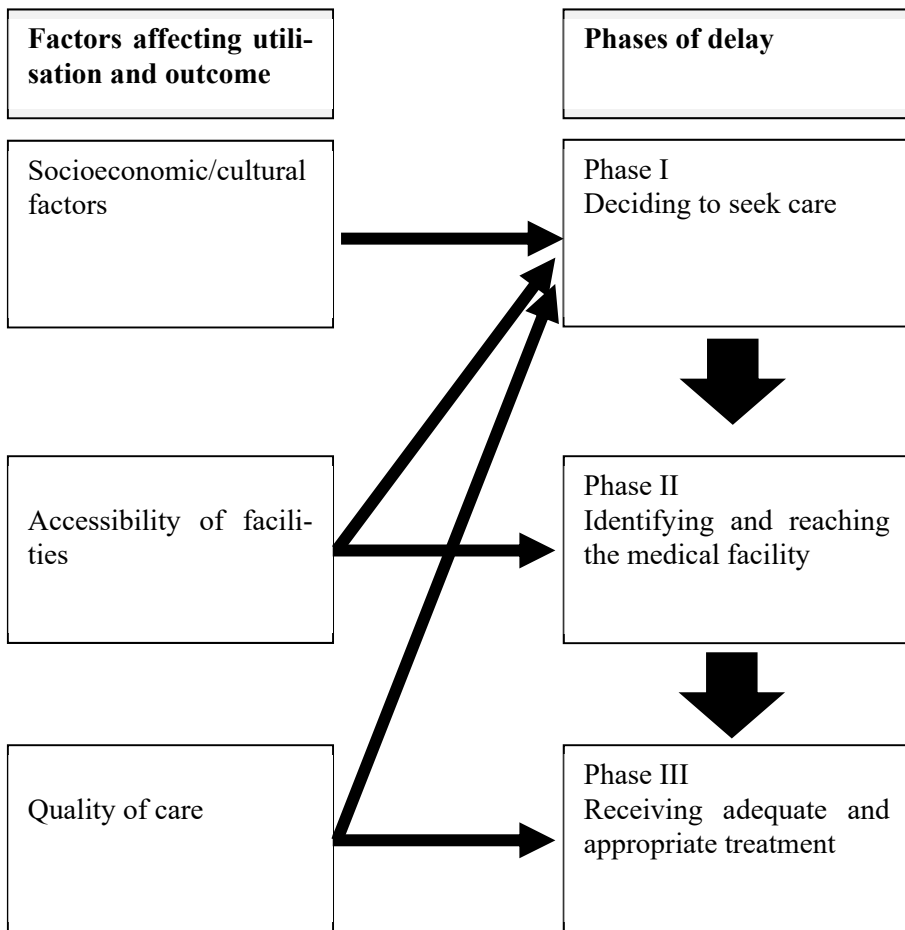 Factors affecting utili-
sation and outcome
Phases of delay
Socioeconomic/cultural
factors
Phase I
Deciding to seek care
Accessibility of facili-
ties
Phase II
Identifying and reaching
the medical facility
Quality of care
Phase III
Receiving adequate and
appropriate treatment